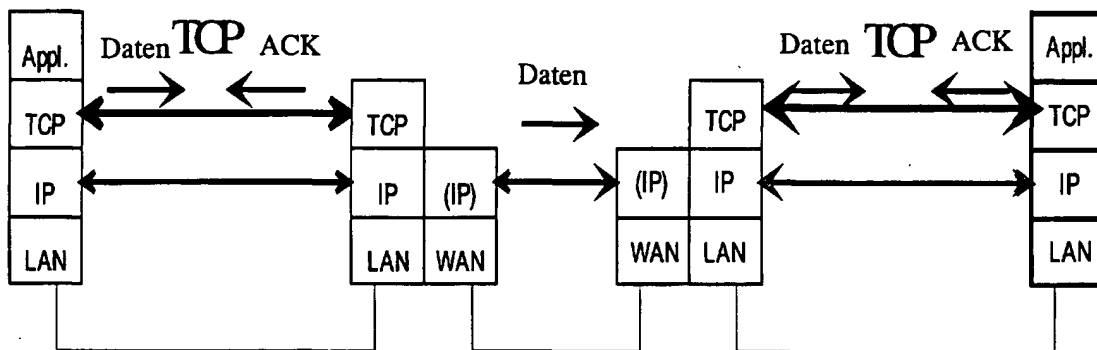 Appl.
TCP
IP
LAN
Daten TCP ACK
TCP
IP (IP)
LAN WAN
Daten
TCP
(IP) IP
WAN LAN
Daten TCP ACK
Appl.
TCP
IP
LAN